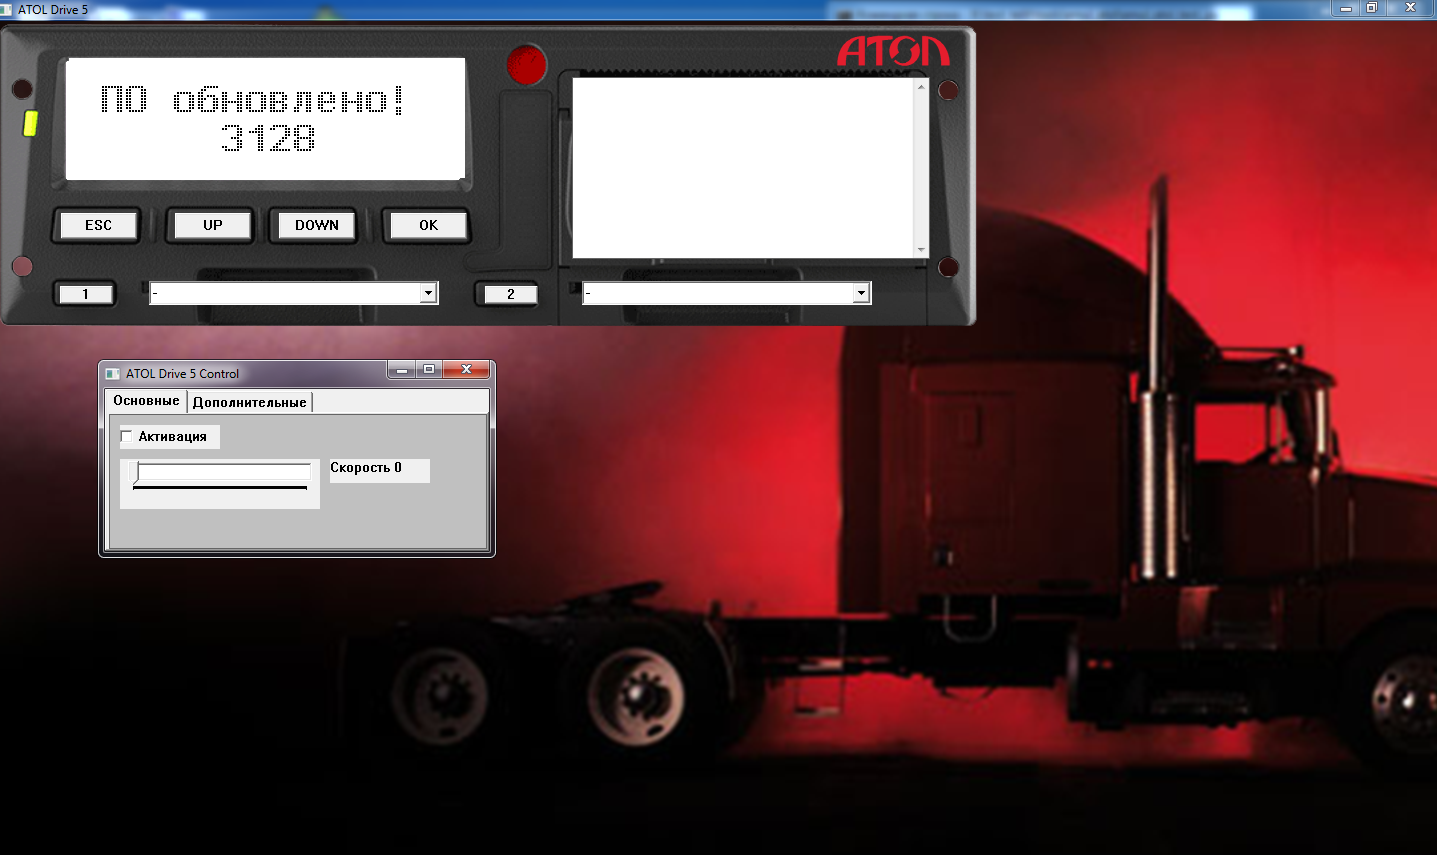 ATOL Drive 5
АТОЛ
ПО обновлено!
3128
ESC
UP
DOWN
OK
1
-
2
-
ATOL Drive 5 Control
Основные
Дополнительные
Активация
Скорость 0